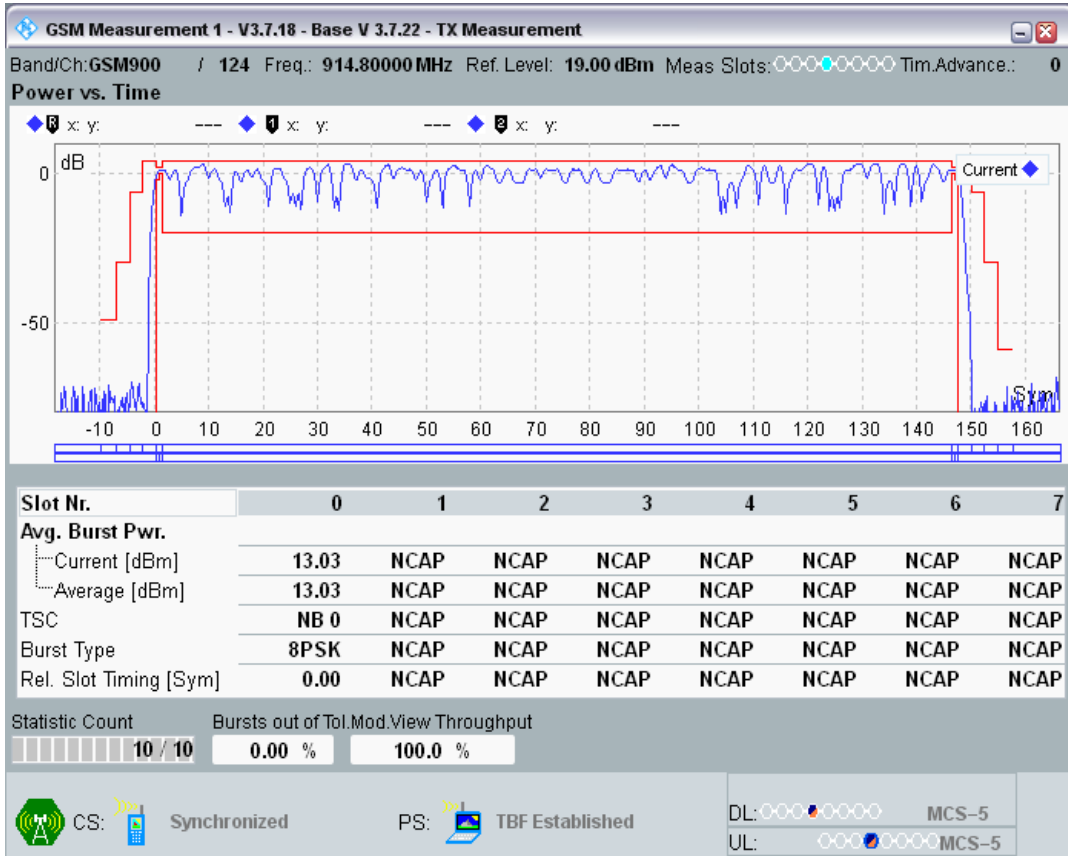 GSM Measurement 1 - V3.7.18 - Base V 3.7.22 - TX Measurement
Band/Ch:GSM900 / 124 Freq.: 914.80000 MHz Ref. Level: 19.00 dBm Meas Slots: Tim.Advance.: 0
Power vs. Time
R x: y: --- 1 x: y: --- 2 x: y: ---
dB
Current
0
-50
Sym
-10 0 10 20 30 40 50 60 70 80 90 100 110 120 130 140 150 160
Slot Nr. 0 1 2 3 4 5 6 7
Avg. Burst Pwr.
Current [dBm] 13.03 NCAP NCAP NCAP NCAP NCAP NCAP NCAP
Average [dBm] 13.03 NCAP NCAP NCAP NCAP NCAP NCAP NCAP
TSC NB 0 NCAP NCAP NCAP NCAP NCAP NCAP NCAP
Burst Type 8PSK NCAP NCAP NCAP NCAP NCAP NCAP NCAP
Rel. Slot Timing [Sym] 0.00 NCAP NCAP NCAP NCAP NCAP NCAP NCAP
Statistic Count Bursts out of Tol.Mod.View Throughput
10 / 10 0.00 % 100.0 %
CS: Synchronized PS: TBF Established
DL: MCS-5
UL: MCS-5